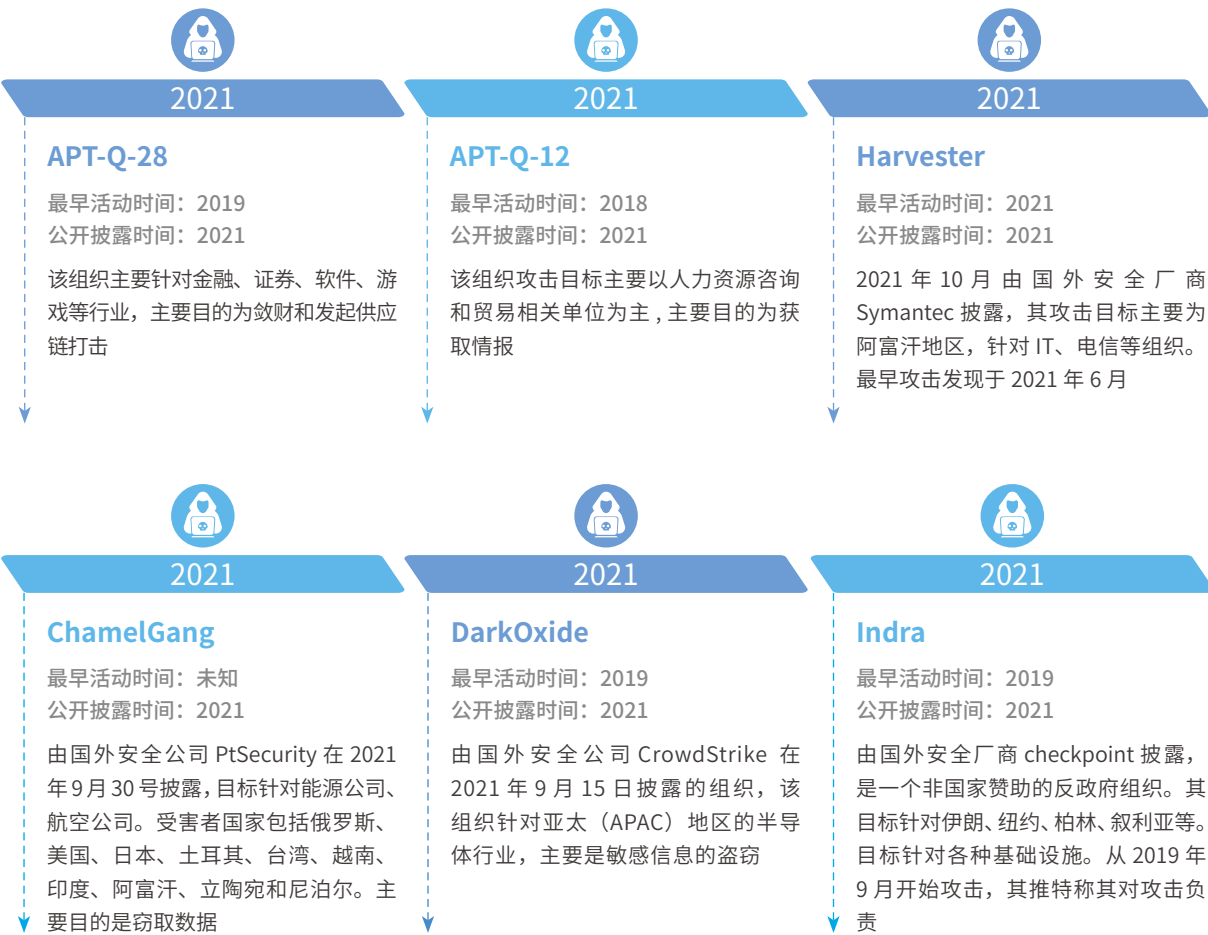 2021
APT-Q-28
最早活动时间：2019
公开披露时间：2021
该组织主要针对金融、证券、软件、游
戏等行业，主要目的为敛财和发起供应
链打击
2021
APT-Q-12
最早活动时间：2018
公开披露时间：2021
该组织攻击目标主要以人力资源咨询
和贸易相关单位为主 , 主要目的为获
取情报
2021
Harvester
最早活动时间：2021
公开披露时间：2021
2021 年 10 月由国外安全厂商
Symantec 披露，其攻击目标主要为
阿富汗地区，针对 IT、电信等组织。
最早攻击发现于 2021 年 6 月
2021
ChamelGang
最早活动时间：未知
公开披露时间：2021
由国外安全公司 PtSecurity 在 2021
年 9 月 30 号披露，目标针对能源公司、
航空公司。受害者国家包括俄罗斯、
美国、日本、土耳其、台湾、越南、
印度、阿富汗、立陶宛和尼泊尔。主
要目的是窃取数据
2021
DarkOxide
最早活动时间：2019
公开披露时间：2021
由国外安全公司 CrowdStrike 在
2021 年 9 月 15 日披露的组织，该
组织针对亚太（APAC）地区的半导
体行业，主要是敏感信息的盗窃
2021
Indra
最早活动时间：2019
公开披露时间：2021
由国外安全厂商 checkpoint 披露，
是一个非国家赞助的反政府组织。其
目标针对伊朗、纽约、柏林、叙利亚等。
目标针对各种基础设施。从 2019 年
9 月开始攻击，其推特称其对攻击负
责